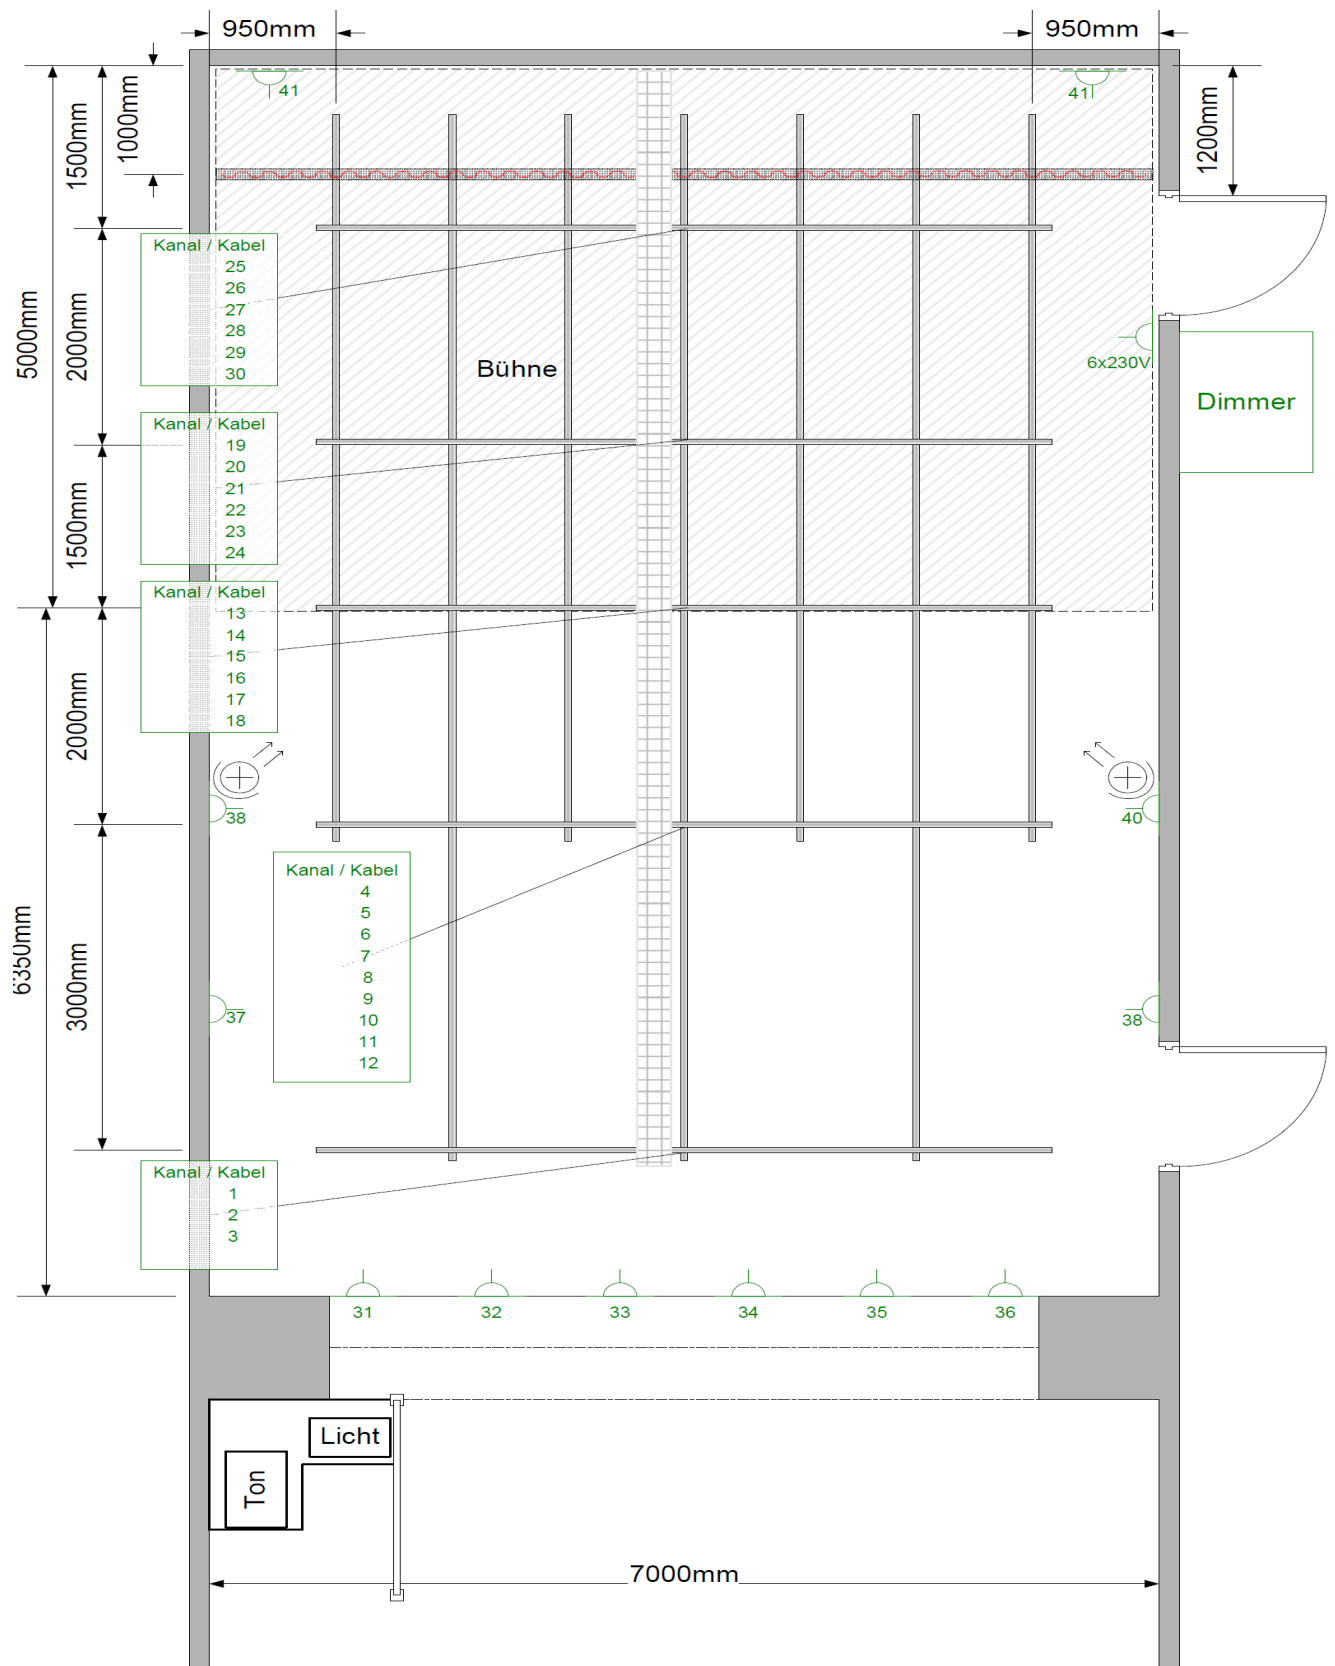 950mm
950mm
41
41
1000mm
1500mm
1200mm
Kanal / Kabel
25
26
27
28
29
30
5000mm
2000mm
Bühne
6x230V
Dimmer
Kanal / Kabel
19
20
21
22
23
24
1500mm
Kanal / Kabel
13
14
15
16
17
18
2000mm
38
40
Kanal / Kabel
4
5
6
7
8
9
10
11
12
6350mm
3000mm
37
38
Kanal / Kabel
1
2
3
31
32
33
34
35
36
Licht
Ton
7000mm